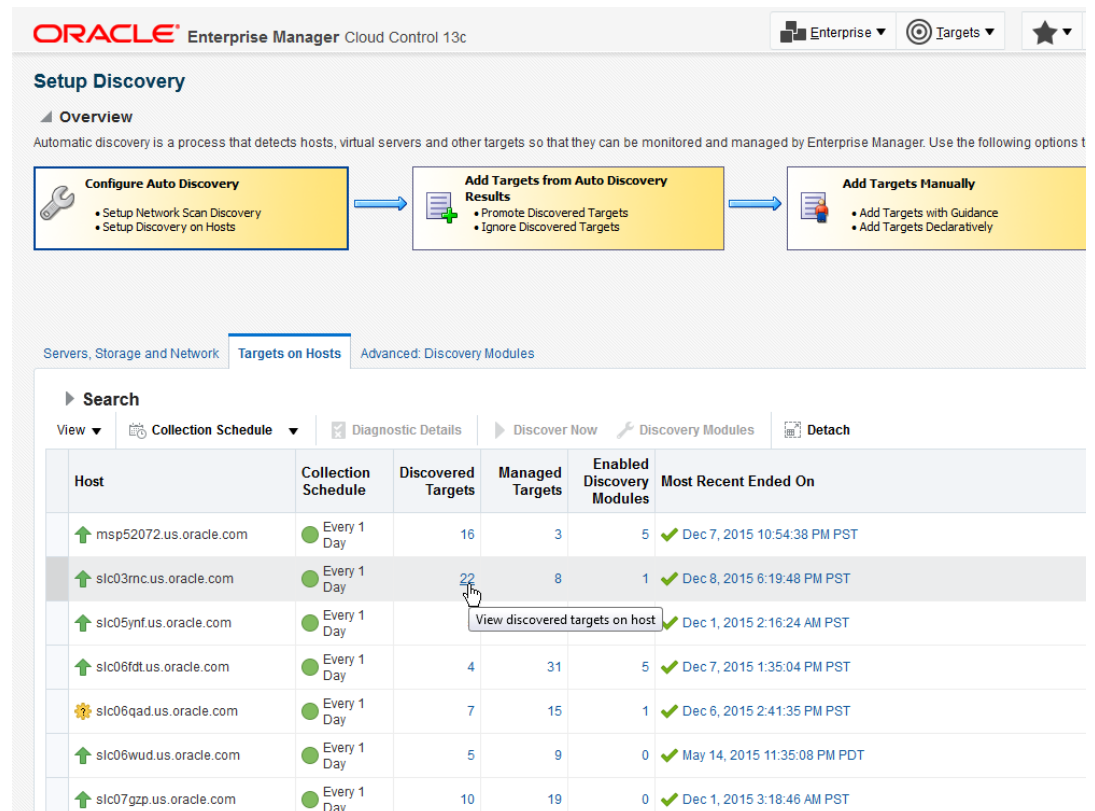 ORACLE Enterprise Manager Cloud Control 13c
Enterprise Targets
Setup Discovery
Overview
Automatic discovery is a process that detects hosts, virtual servers and other targets so that they can be monitored and managed by Enterprise Manager. Use the following options t
Configure Auto Discovery
• Setup Network Scan Discovery
• Setup Discovery on Hosts
Add Targets from Auto Discovery
Results
• Promote Discovered Targets
• Ignore Discovered Targets
Add Targets Manually
• Add Targets with Guidance
• Add Targets Declaratively
Servers, Storage and Network Targets on Hosts Advanced: Discovery Modules
Search
View Collection Schedule Diagnostic Details Discover Now Discovery Modules Detach
Host Collection Schedule Discovered Targets Managed Targets Enabled Discovery Modules Most Recent Ended On
msp52072.us.oracle.com Every 1 Day 16 3 5 Dec 7, 2015 10:54:38 PM PST
slc03rnc.us.oracle.com Every 1 Day 22 8 1 Dec 8, 2015 6:19:48 PM PST
View discovered targets on host
slc05ynf.us.oracle.com Every 1 Day Dec 1, 2015 2:16:24 AM PST
slc06fdt.us.oracle.com Every 1 Day 4 31 5 Dec 7, 2015 1:35:04 PM PST
slc06qad.us.oracle.com Every 1 Day 7 15 1 Dec 6, 2015 2:41:35 PM PST
slc06wud.us.oracle.com Every 1 Day 5 9 0 May 14, 2015 11:35:08 PM PDT
slc07gzp.us.oracle.com Every 1 Day 10 19 0 Dec 1, 2015 3:18:46 AM PST